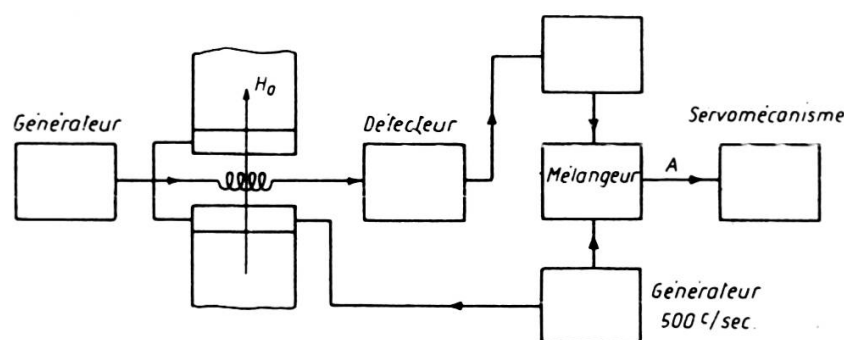 H₀
Générateur
Détecteur
Servomécanisme
Mélangeur
A
Générateur
500 c/sec.